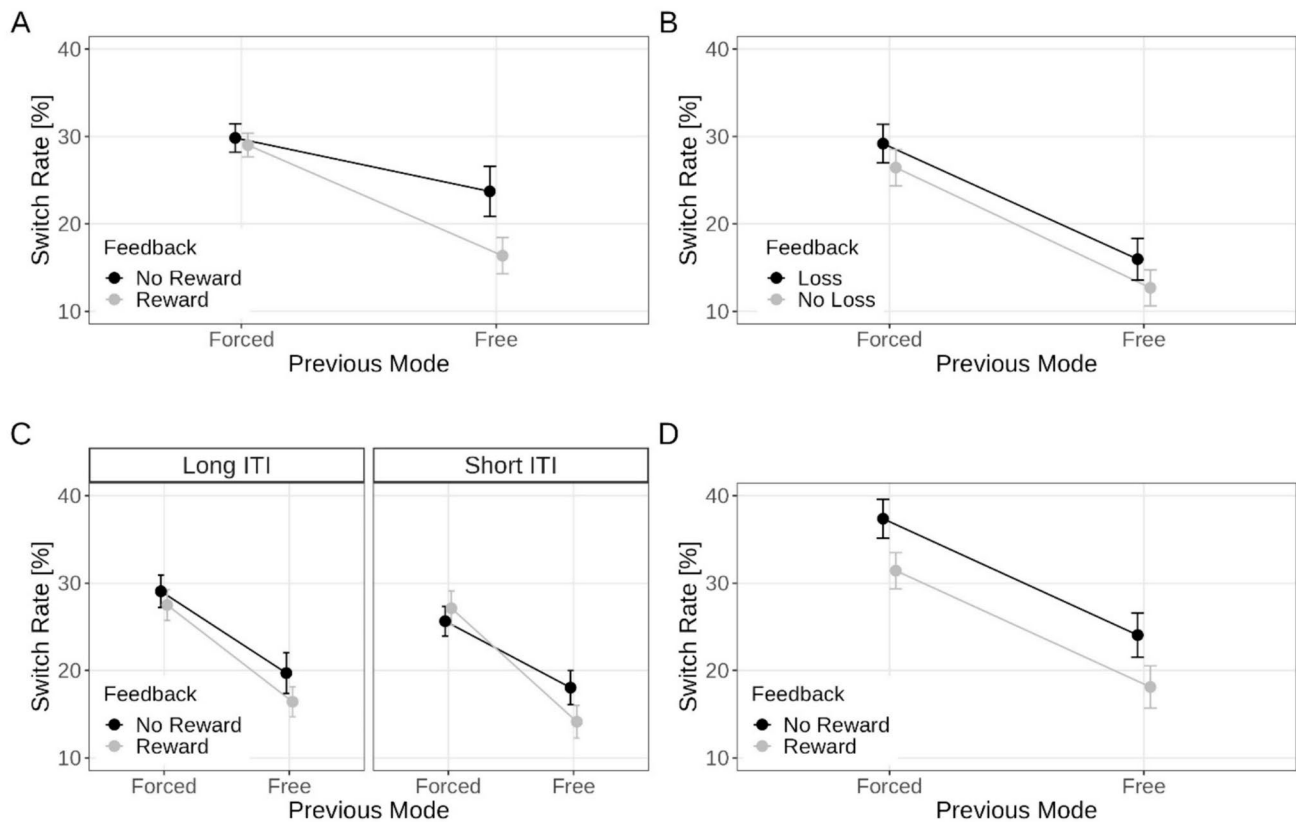 A
40
30
20
10
Switch Rate [%]
Feedback
No Reward
Reward
Forced Free
Previous Mode
B
40
30
20
10
Switch Rate [%]
Feedback
Loss
No Loss
Forced Free
Previous Mode
C
Long ITI Short ITI
40
30
20
10
Switch Rate [%]
Feedback
No Reward
Reward
Forced Free Forced Free
Previous Mode
D
40
30
20
10
Switch Rate [%]
Feedback
No Reward
Reward
Forced Free
Previous Mode